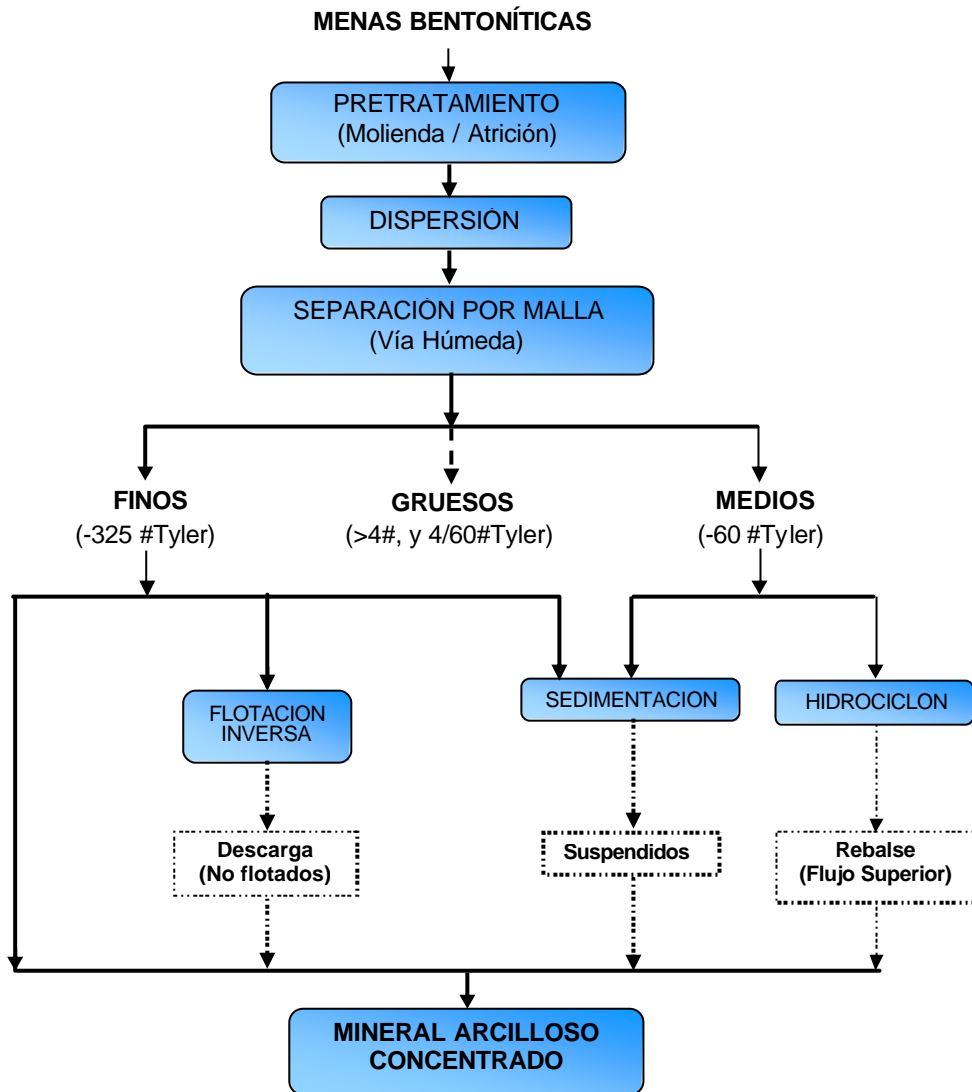 MENAS BENTONÍTICAS
PRETRATAMIENTO
(Molienda / Atrición)
DISPERSIÓN
SEPARACIÓN POR MALLA
(Vía Húmeda)
FINOS
(-325 #Tyler)
GRUESOS
(>4#, y 4/60#Tyler)
MEDIOS
(-60 #Tyler)
FLOTACION
INVERSA
SEDIMENTACION
HIDROCICLON
Descarga
(No flotados)
Suspendidos
Rebalse
(Flujo Superior)
MINERAL ARCILLOSO
CONCENTRADO